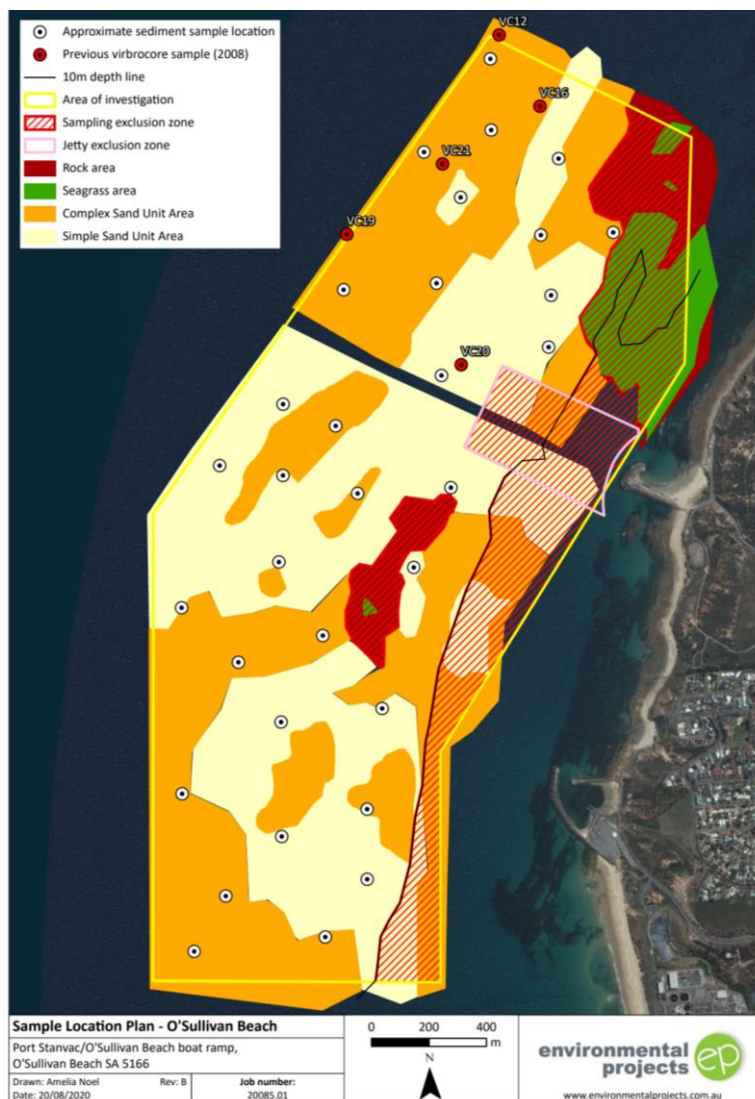 Approximate sediment sample location
Previous virbrocore sample (2008)
10m depth line
Area of investigation
Sampling exclusion zone
Jetty exclusion zone
Rock area
Seagrass area
Complex Sand Unit Area
Simple Sand Unit Area
VC12
VC16
VC21
VC19
VC20
Sample Location Plan - O'Sullivan Beach
Port Stanvac/O'Sullivan Beach boat ramp,
O'Sullivan Beach SA 5166
Drawn: Amelia Noel Rev: B
Date: 20/08/2020
Job number:
20085.01
0 200 400
m
N
environmental
projects
ep
www.environmentalprojects.com.au